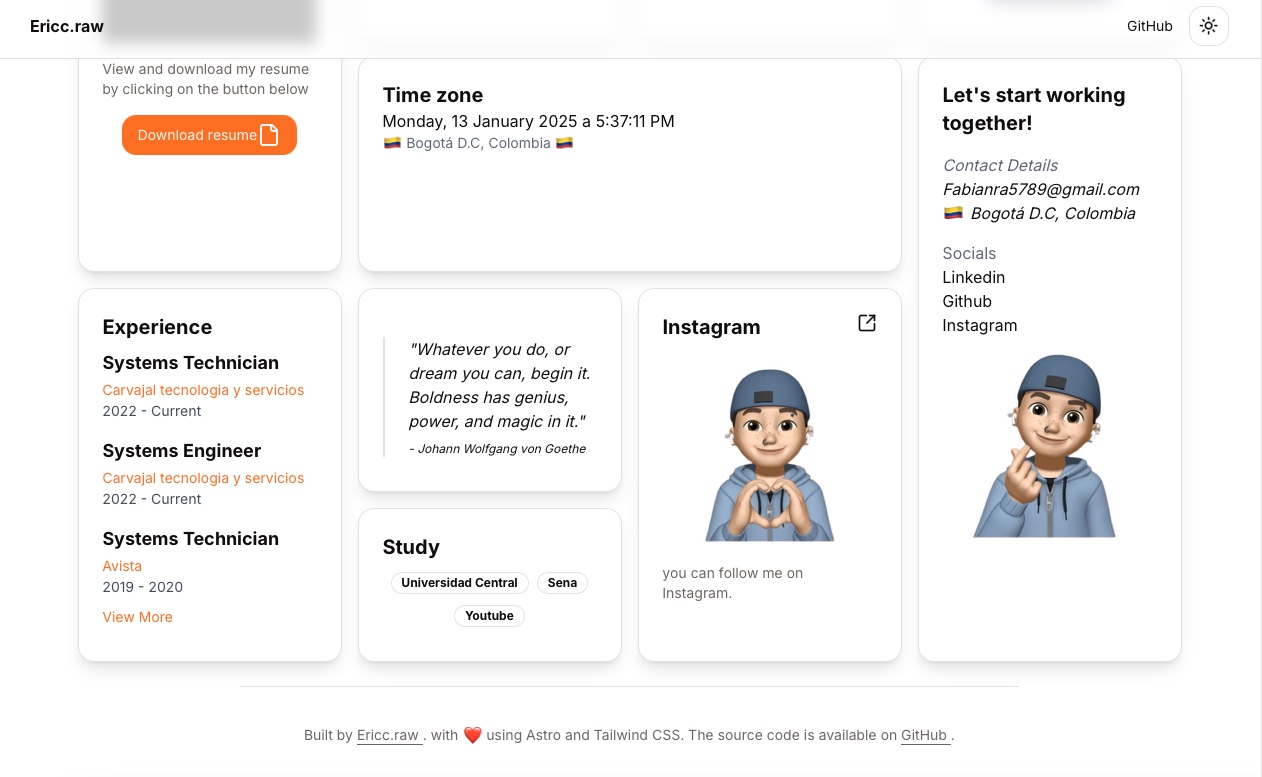 Ericc.raw
GitHub
View and download my resume
by clicking on the button below
Download resume
Time zone
Monday, 13 January 2025 a 5:37:11 PM
🇨🇴 Bogotá D.C, Colombia 🇨🇴
Let's start working
together!
Contact Details
Fabianra5789@gmail.com
🇨🇴 Bogotá D.C, Colombia
Socials
Linkedin
Github
Instagram
Experience
Systems Technician
Carvajal tecnologia y servicios
2022 - Current
Systems Engineer
Carvajal tecnologia y servicios
2022 - Current
Systems Technician
Avista
2019 - 2020
View More
"Whatever you do, or
dream you can, begin it.
Boldness has genius,
power, and magic in it."
- Johann Wolfgang von Goethe
Study
Universidad Central
Sena
Youtube
Instagram
you can follow me on
Instagram.
Built by Ericc.raw . with ❤️ using Astro and Tailwind CSS. The source code is available on GitHub .